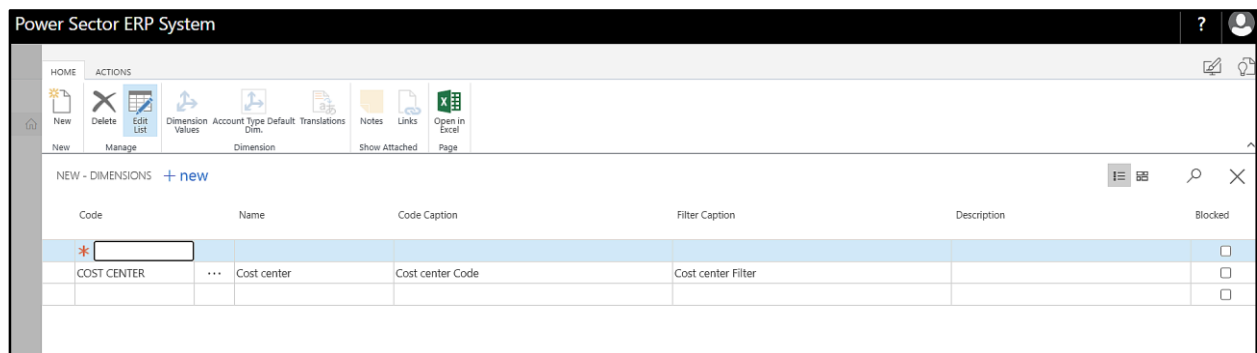 Power Sector ERP System ?
HOME ACTIONS
New Delete Edit List Dimension Values Account Type Default Dim. Translations Notes Links Open in Excel
New Manage Dimension Show Attached Page
NEW - DIMENSIONS + new
Code Name Code Caption Filter Caption Description Blocked
*
COST CENTER ... Cost center Cost center Code Cost center Filter